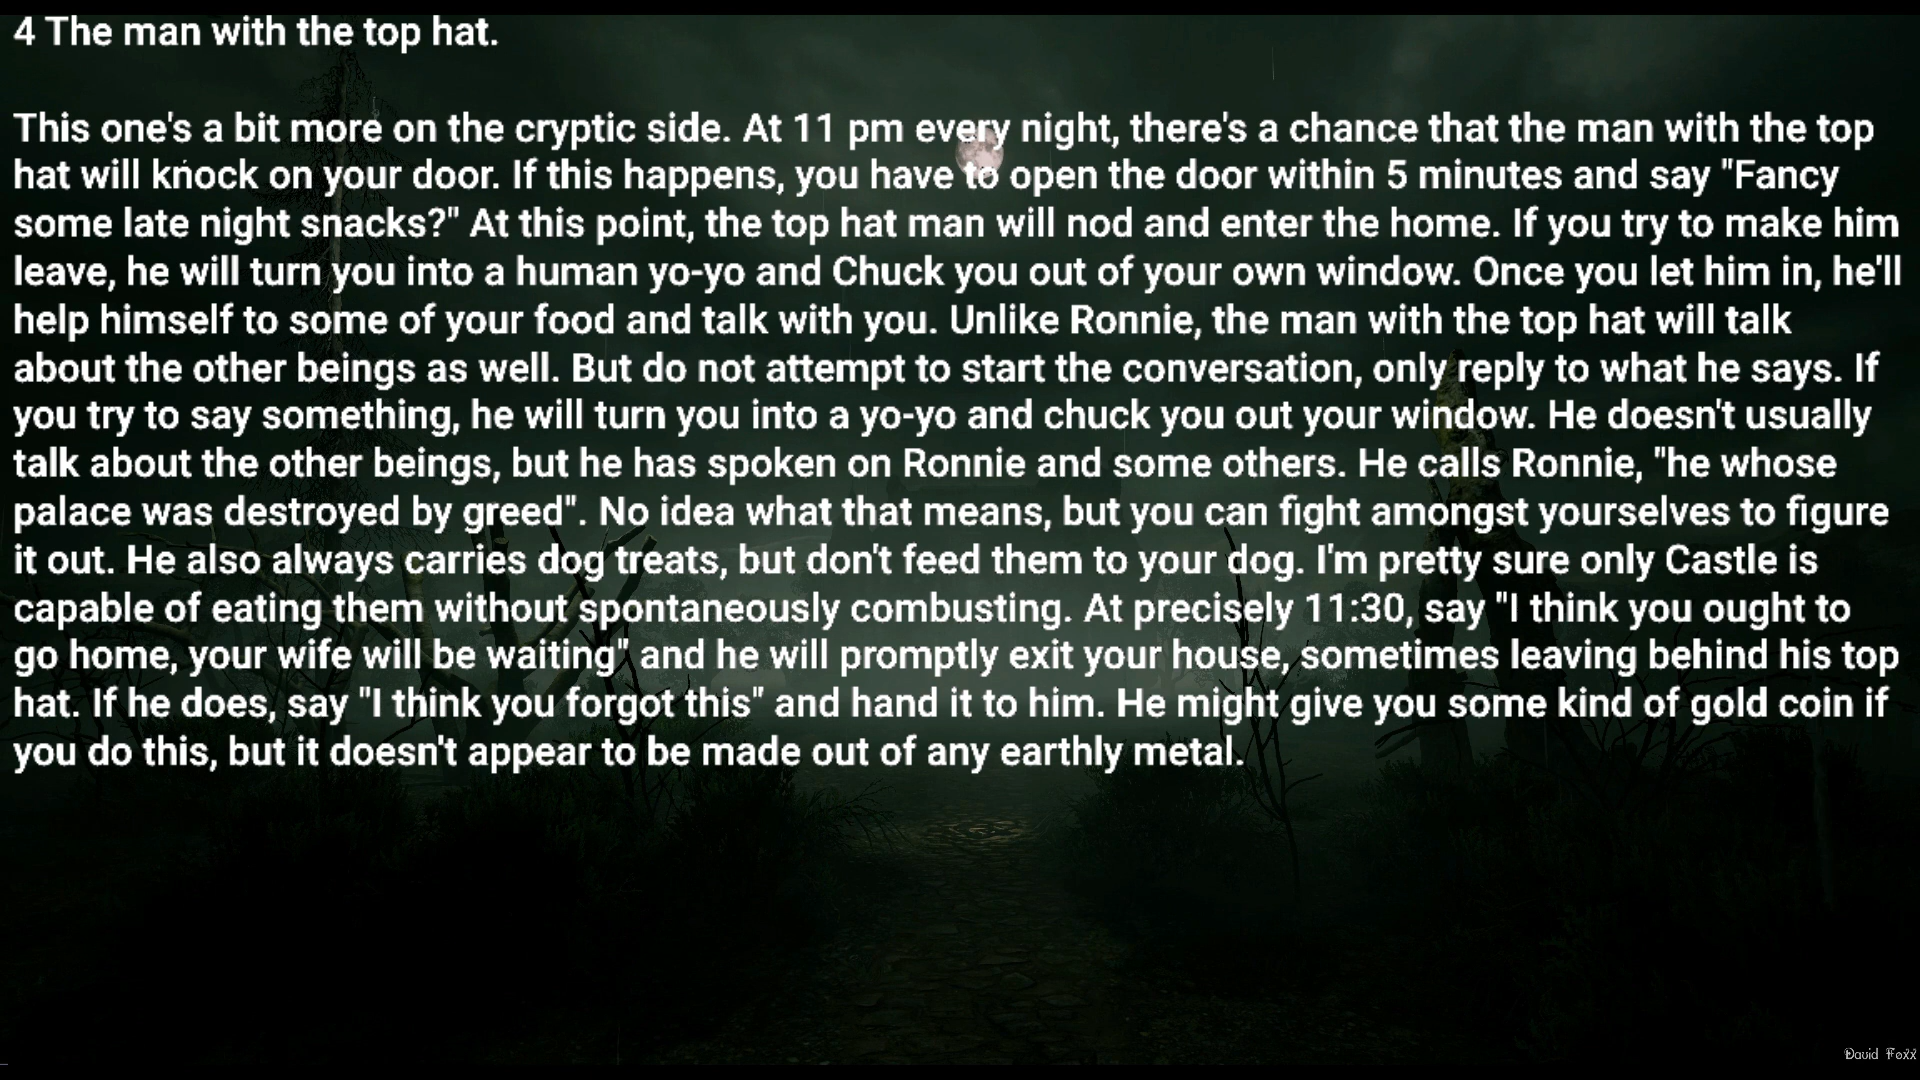 4 The man with the top hat.
This one's a bit more on the cryptic side. At 11 pm every night, there's a chance that the man with the top
hat will knock on your door. If this happens, you have to open the door within 5 minutes and say "Fancy
some late night snacks?" At this point, the top hat man will nod and enter the home. If you try to make him
leave, he will turn you into a human yo-yo and Chuck you out of your own window. Once you let him in, he'll
help himself to some of your food and talk with you. Unlike Ronnie, the man with the top hat will talk
about the other beings as well. But do not attempt to start the conversation, only reply to what he says. If
you try to say something, he will turn you into a yo-yo and chuck you out your window. He doesn't usually
talk about the other beings, but he has spoken on Ronnie and some others. He calls Ronnie, "he whose
palace was destroyed by greed". No idea what that means, but you can fight amongst yourselves to figure
it out. He also always carries dog treats, but don't feed them to your dog. I'm pretty sure only Castle is
capable of eating them without spontaneously combusting. At precisely 11:30, say "I think you ought to
go home, your wife will be waiting" and he will promptly exit your house, sometimes leaving behind his top
hat. If he does, say "I think you forgot this" and hand it to him. He might give you some kind of gold coin if
you do this, but it doesn't appear to be made out of any earthly metal.
David Foxx